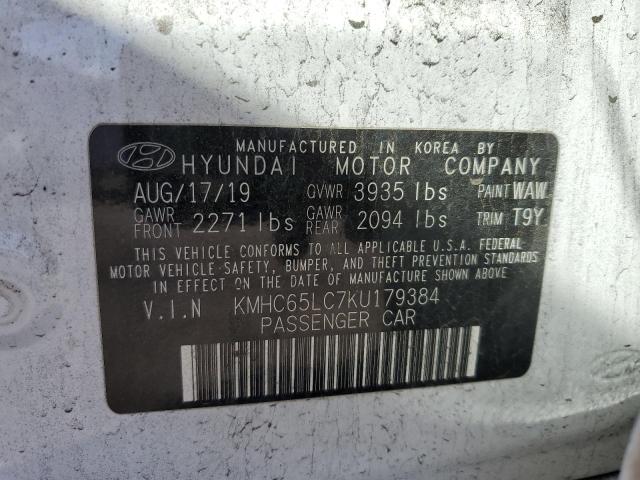 MANUFACTURED IN KOREA BY
HYUNDAI MOTOR COMPANY
AUG/17/19 GVWR 3935 lbs PAINT WAW
GAWR FRONT 2271 lbs GAWR REAR 2094 lbs TRIM T9Y
THIS VEHICLE CONFORMS TO ALL APPLICABLE U.S.A. FEDERAL
MOTOR VEHICLE-SAFETY, BUMPER, AND THEFT PREVENTION STANDARDS
IN EFFECT ON THE DATE OF MANUFACTURE SHOWN ABOVE.
V.I.N KMHC65LC7KU179384
PASSENGER CAR